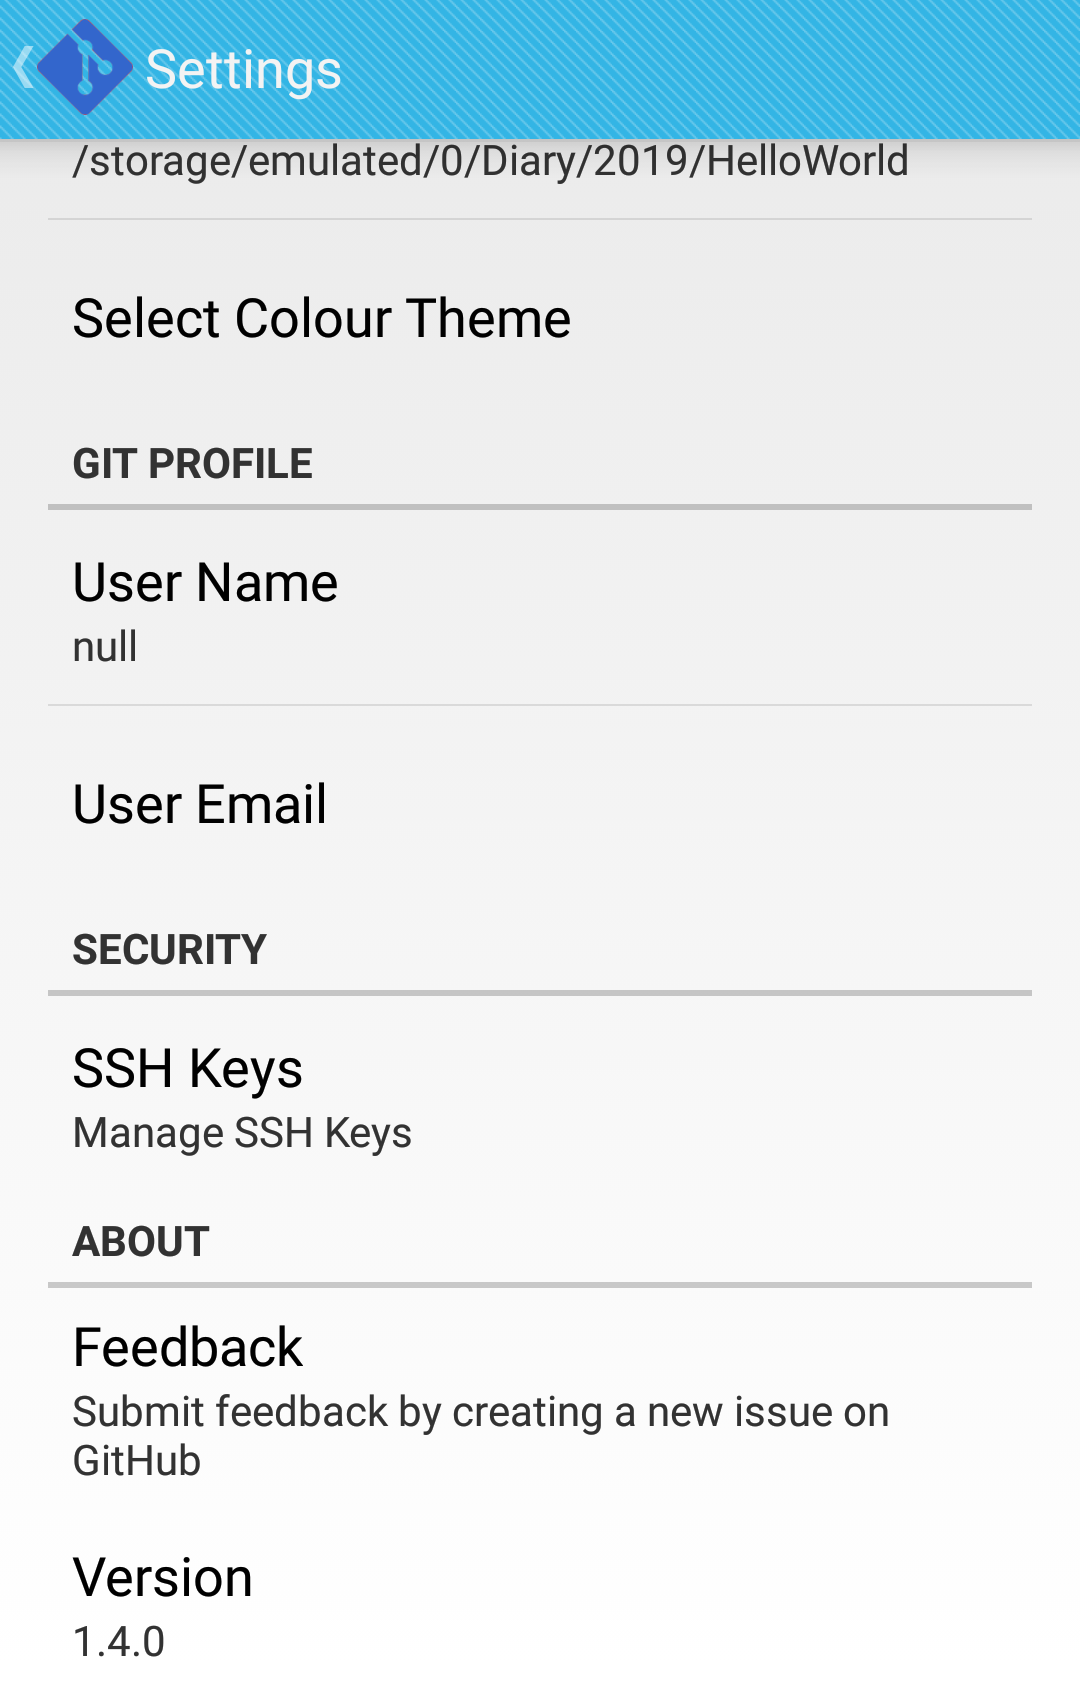 Settings
/storage/emulated/0/Diary/2019/HelloWorld
Select Colour Theme
GIT PROFILE
User Name
null
User Email
SECURITY
SSH Keys
Manage SSH Keys
ABOUT
Feedback
Submit feedback by creating a new issue on
GitHub
Version
1.4.0